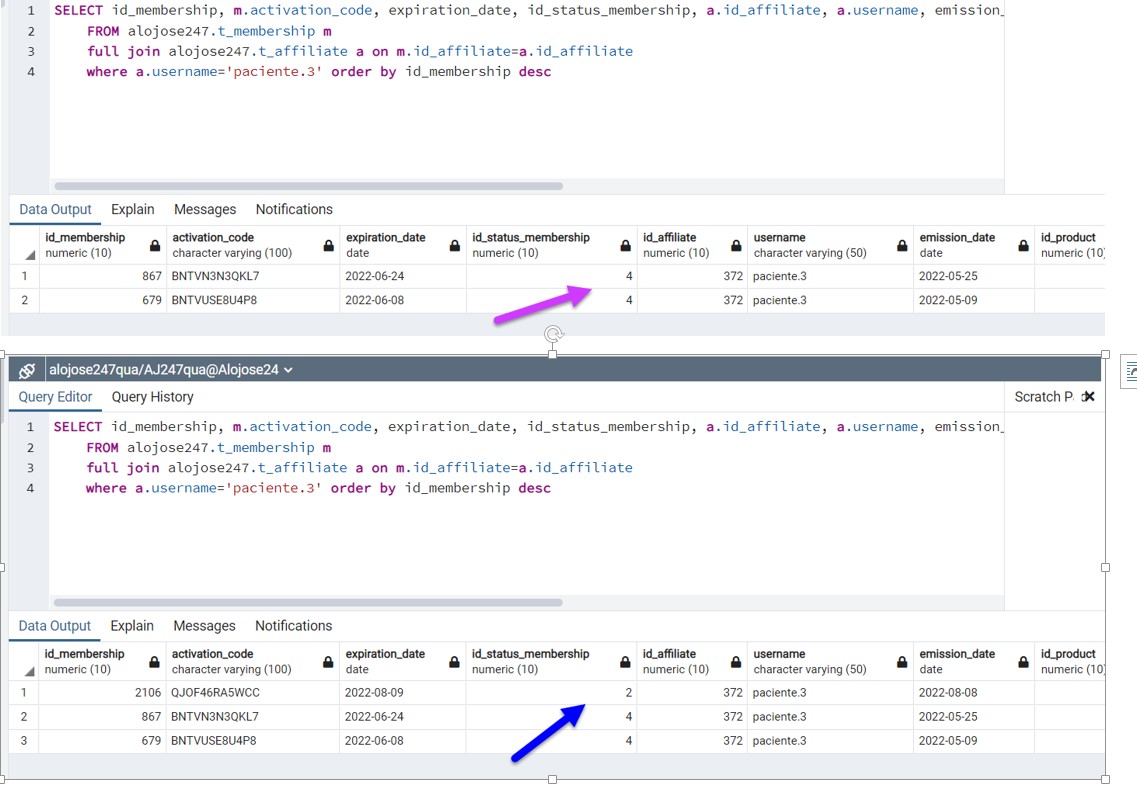 1 SELECT id_membership, m.activation_code, expiration_date, id_status_membership, a.id_affiliate, a.username, emission_
2 FROM alojose247.t_membership m
3 full join alojose247.t_affiliate a on m.id_affiliate=a.id_affiliate
4 where a.username='paciente.3' order by id_membership desc
Data Output Explain Messages Notifications
id_membership activation_code expiration_date id_status_membership id_affiliate username emission_date id_product
numeric (10) character varying (100) date numeric (10) numeric (10) character varying (50) date numeric (10)
1 867 BNTVN3N3QKL7 2022-06-24 4 372 paciente.3 2022-05-25
2 679 BNTVUSE8U4P8 2022-06-08 4 372 paciente.3 2022-05-09
alojose247qua/AJ247qua@Alojose24
Query Editor Query History Scratch P
1 SELECT id_membership, m.activation_code, expiration_date, id_status_membership, a.id_affiliate, a.username, emission_
2 FROM alojose247.t_membership m
3 full join alojose247.t_affiliate a on m.id_affiliate=a.id_affiliate
4 where a.username='paciente.3' order by id_membership desc
Data Output Explain Messages Notifications
id_membership activation_code expiration_date id_status_membership id_affiliate username emission_date id_product
numeric (10) character varying (100) date numeric (10) numeric (10) character varying (50) date numeric (10)
1 2106 QJOF46RA5WCC 2022-08-09 2 372 paciente.3 2022-08-08
2 867 BNTVN3N3QKL7 2022-06-24 4 372 paciente.3 2022-05-25
3 679 BNTVUSE8U4P8 2022-06-08 4 372 paciente.3 2022-05-09